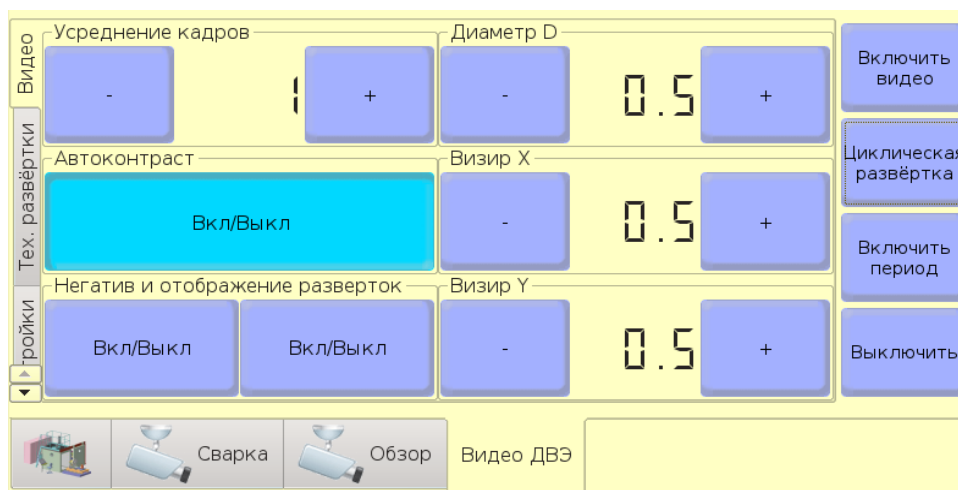 Видео
Тех. развёртки
тройки
Усреднение кадров
-
1
+
Диаметр D
-
0.5
+
Автоконтраст
Вкл/Выкл
Визир X
-
0.5
+
Негатив и отображение разверток
Вкл/Выкл
Вкл/Выкл
Визир Y
-
0.5
+
Включить
видео
Циклическая
развёртка
Включить
период
Выключить
Сварка
Обзор
Видео ДВЭ